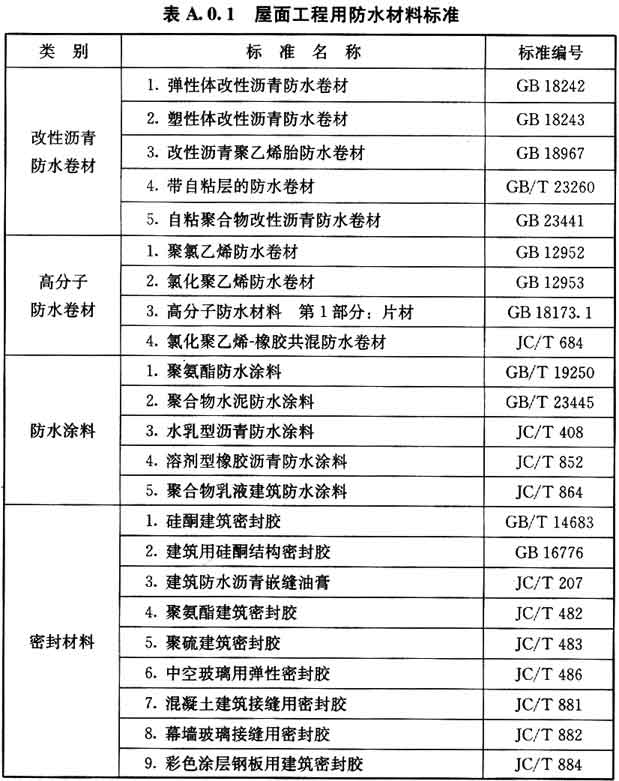 表 A.0.1 屋面工程用防水材料标准
类 别 标 准 名 称 标准编号
改性沥青
防水卷材
1. 弹性体改性沥青防水卷材 GB 18242
2. 塑性体改性沥青防水卷材 GB 18243
3. 改性沥青聚乙烯胎防水卷材 GB 18967
4. 带自粘层的防水卷材 GB/T 23260
5. 自粘聚合物改性沥青防水卷材 GB 23441
高分子
防水卷材
1. 聚氯乙烯防水卷材 GB 12952
2. 氯化聚乙烯防水卷材 GB 12953
3. 高分子防水材料 第1部分：片材 GB 18173.1
4. 氯化聚乙烯-橡胶共混防水卷材 JC/T 684
防水涂料
1. 聚氨酯防水涂料 GB/T 19250
2. 聚合物水泥防水涂料 GB/T 23445
3. 水乳型沥青防水涂料 JC/T 408
4. 溶剂型橡胶沥青防水涂料 JC/T 852
5. 聚合物乳液建筑防水涂料 JC/T 864
密封材料
1. 硅酮建筑密封胶 GB/T 14683
2. 建筑用硅酮结构密封胶 GB 16776
3. 建筑防水沥青嵌缝油膏 JC/T 207
4. 聚氨酯建筑密封胶 JC/T 482
5. 聚硫建筑密封胶 JC/T 483
6. 中空玻璃用弹性密封胶 JC/T 486
7. 混凝土建筑接缝用密封胶 JC/T 881
8. 幕墙玻璃接缝用密封胶 JC/T 882
9. 彩色涂层钢板用建筑密封胶 JC/T 884